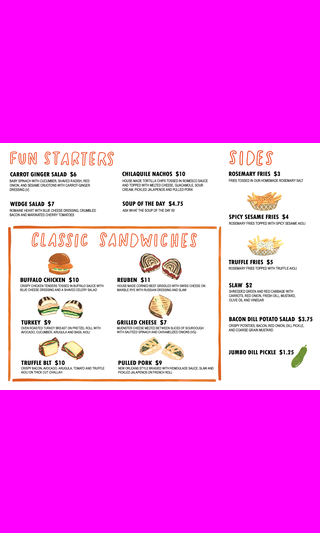 FUN STARTERS
CARROT GINGER SALAD $6
BABY SPINACH WITH CUCUMBER, SHAVED RADISH, RED
ONION, AND SESAME CROUTONS WITH CARROT GINGER
DRESSING (V)
WEDGE SALAD $7
ROMAINE HEART WITH BLUE CHEESE DRESSING, CRUMBLED
BACON AND MARINATED CHERRY TOMATOES
CHILAQUILE NACHOS $10
HOUSE MADE TORTILLA CHIPS TOSSED IN ROMESCO SAUCE
AND TOPPED WITH MELTED CHEESE, GUACAMOLE, SOUR
CREAM, PICKLED JALAPENOS AND PULLED PORK
SOUP OF THE DAY $4.75
ASK WHAT THE SOUP OF THE DAY IS!
CLASSIC SANDWICHES
BUFFALO CHICKEN $10
CRISPY CHICKEN TENDERS TOSSED IN BUFFALO SAUCE WITH
BLUE CHEESE DRESSING AND A SHAVED CELERY SALAD
REUBEN $11
HOUSE MADE CORNED BEEF GRILLED WITH SWISS CHEESE ON
MARBLE RYE WITH RUSSIAN DRESSING AND SLAW
TURKEY $9
OVEN ROASTED TURKEY BREAST ON PRETZEL ROLL WITH
AVOCADO, CUCUMBER, ARUGULA AND BASIL AIOLI
GRILLED CHEESE $7
MUENSTER CHEESE MELTED BETWEEN SLICES OF SOURDOUGH
WITH SAUTEED SPINACH AND CARAMELIZED ONIONS (VG)
TRUFFLE BLT $10
CRISPY BACON, AVOCADO, ARUGULA, TOMATO AND TRUFFLE
AIOLI ON THICK CUT CHALLAH
PULLED PORK $9
NEW ORLEANS STYLE BRAISED WITH REMOULADE SAUCE, SLAW AND
PICKLED JALAPENOS ON FRENCH ROLL
SIDES
ROSEMARY FRIES $3
FRIES TOSSED IN OUR HOMEMADE ROSEMARY SALT
SPICY SESAME FRIES $4
ROSEMARY FRIES TOPPED WITH SPICY SESAME AIOLI
TRUFFLE FRIES $5
ROSEMARY FRIES TOPPED WITH TRUFFLE AIOLI
SLAW $2
SHREDDED GREEN AND RED CABBAGE WITH
CARROTS, RED ONION, FRESH DILL, MUSTARD,
OLIVE OIL AND VINEGAR
BACON DILL POTATO SALAD $3.75
CRISPY POTATOES, BACON, RED ONION, DILL, PICKLE,
AND COARSE GRAIN MUSTARD
JUMBO DILL PICKLE $1.25